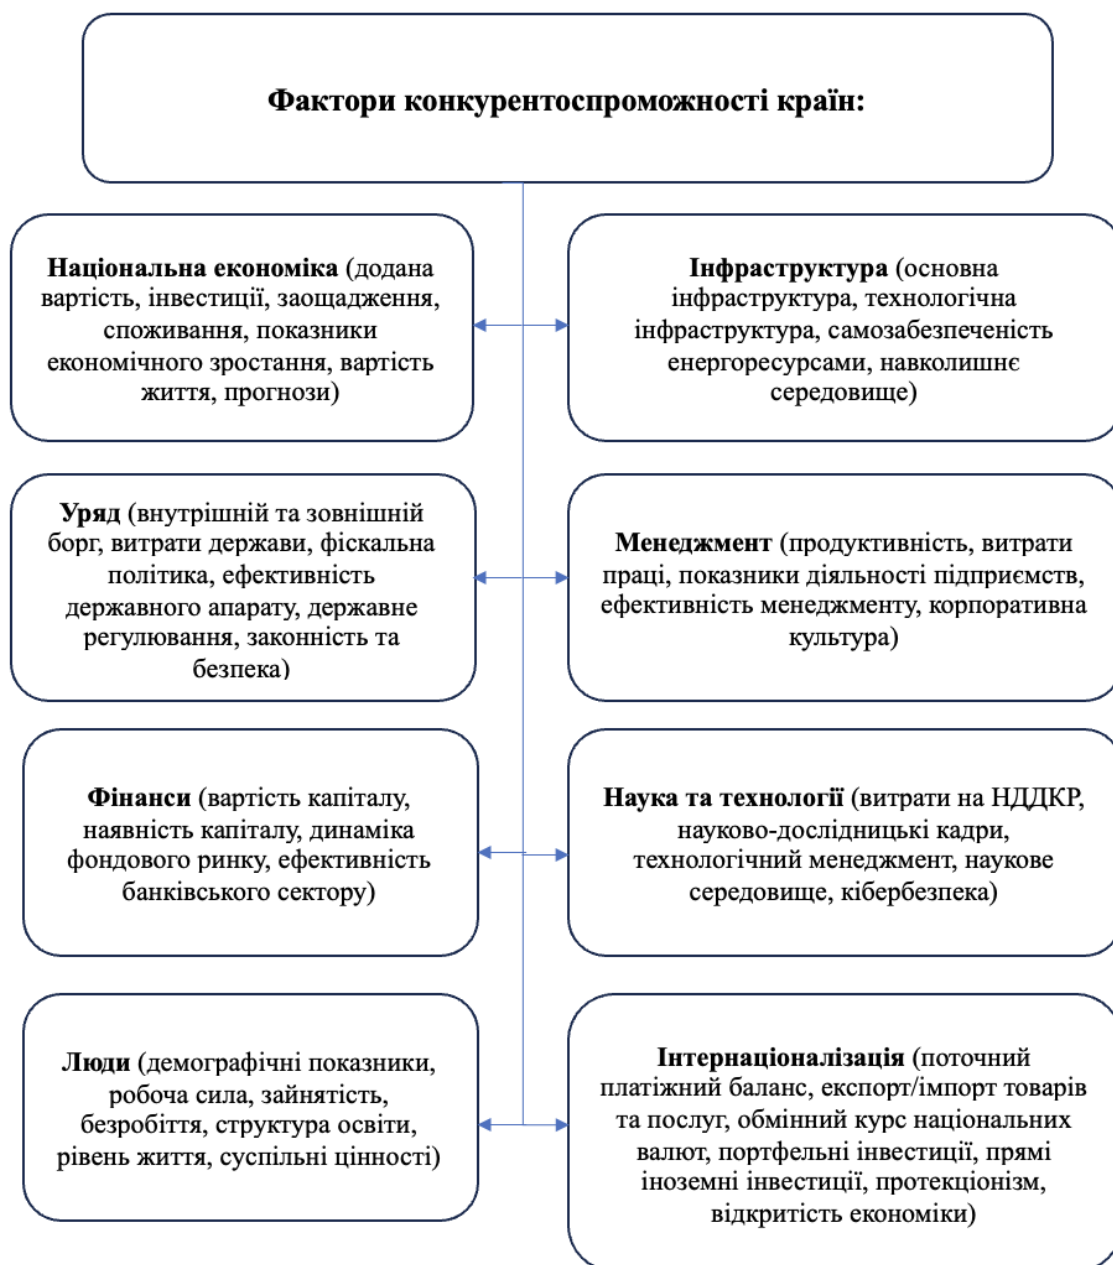 Фактори конкурентоспроможності країн:
Національна економіка (додана
вартість, інвестиції, заощадження,
споживання, показники
економічного зростання, вартість
життя, прогнози)
Інфраструктура (основна
інфраструктура, технологічна
інфраструктура, самозабезпеченість
енергоресурсами, навколишнє
середовище)
Уряд (внутрішній та зовнішній
борг, витрати держави, фіскальна
політика, ефективність
державного апарату, державне
регулювання, законність та
безпека)
Менеджмент (продуктивність, витрати
праці, показники діяльності підприємств,
ефективність менеджменту, корпоративна
культура)
Фінанси (вартість капіталу,
наявність капіталу, динаміка
фондового ринку, ефективність
банківського сектору)
Наука та технології (витрати на НДДКР,
науково-дослідницькі кадри,
технологічний менеджмент, наукове
середовище, кібербезпека)
Люди (демографічні показники,
робоча сила, зайнятість,
безробіття, структура освіти,
рівень життя, суспільні цінності)
Інтернаціоналізація (поточний
платіжний баланс, експорт/імпорт товарів
та послуг, обмінний курс національних
валют, портфельні інвестиції, прямі
іноземні інвестиції, протекціонізм,
відкритість економіки)